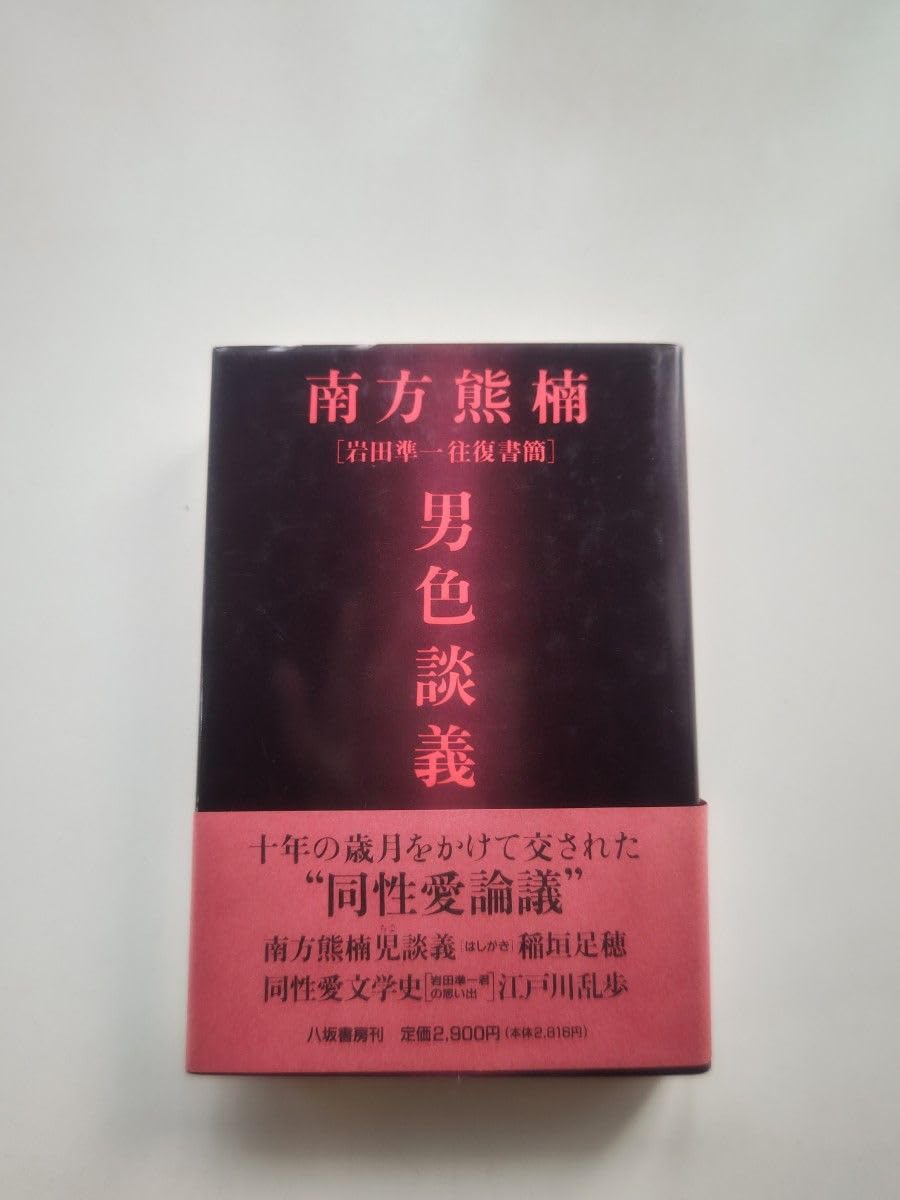 南方熊楠
[岩田準一往復書簡]
男色談義
十年の歳月をかけて交された
“同性愛論議”
南方熊楠児談義[はしがき]稲垣足穂
同性愛文学史[岩田準一君の思い出]江戸川乱歩
八坂書房刊 定価2,900円(本体2,816円)